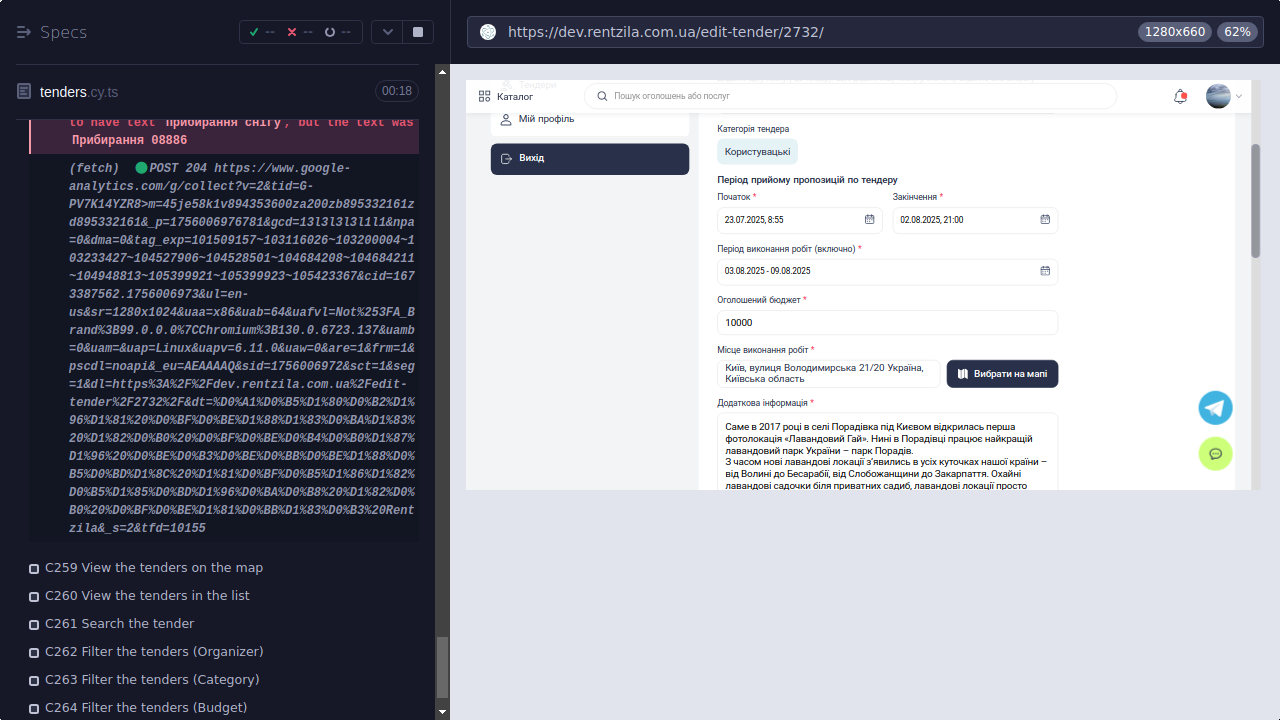 Specs
--
--
--
https://dev.rentzila.com.ua/edit-tender/2732/
1280x660
62%
tenders.cy.ts
00:18
to have text 'Прибирання снігу', but the text was
Прибирання 08886
(fetch) POST 204 https://www.google-
analytics.com/g/collect?v=2&tid=G-
PV7K14YZR8>m=45je58k1v894353600za200zb895332161z
d895332161&_p=1756006976781&gcd=13l3l3l3l1l1&npa
=0&dma=0&tag_exp=101509157~103116026~103200004~1
03233427~104527906~104528501~104684208~104684211
~104948813~105399921~105399923~105423367&cid=167
3387562.1756006973&ul=en-
us&sr=1280x1024&uaa=x86&uab=64&uafvl=Not%253FA_B
rand%3B99.0.0.0%7CChromium%3B130.0.6723.137&uamb
=0&uam=&uap=Linux&uapv=6.11.0&uaw=0&are=1&frm=1&
pscdl=noapi&_eu=AEAAAAQ&sid=1756006972&sct=1&seg
=1&dl=https%3A%2F%2Fdev.rentzila.com.ua%2Fedit-
tender%2F2732%2F&dt=%D0%A1%D0%B5%D1%80%D0%B2%D1%
96%D1%81%20%D0%BF%D0%BE%D1%88%D1%83%D0%BA%D1%83%
20%D1%82%D0%B0%20%D0%BF%D0%BE%D0%B4%D0%B1%D0%87%
D1%96%20%D0%BE%D0%B3%D0%BE%D0%BB%D0%BE%D1%88%D0%
B5%D0%BD%D1%8C%20%D1%81%D0%BF%D0%B5%D1%86%D1%82%
D0%B5%D1%85%D0%BD%D1%96%D0%BA%D0%B8%20%D1%82%D0%
B0%20%D0%BF%D0%BE%D1%81%D0%BB%D1%83%D0%B3%20Rent
zila&_s=2&tfd=10155
C259 View the tenders on the map
C260 View the tenders in the list
C261 Search the tender
C262 Filter the tenders (Organizer)
C263 Filter the tenders (Category)
C264 Filter the tenders (Budget)
Тендери
Каталог
Пошук оголошень або послуг
Мій профіль
Вихід
Категорія тендера
Користувацькі
Період прийому пропозицій по тендеру
Початок *
Закінчення *
23.07.2025, 8:55
02.08.2025, 21:00
Період виконання робіт (включно) *
03.08.2025 - 09.08.2025
Оголошений бюджет *
10000
Місце виконання робіт *
Київ, вулиця Володимирська 21/20 Україна,
Київська область
Вибрати на мапі
Додаткова інформація *
Саме в 2017 році в селі Порадівка під Києвом відкрилась перша
фотолокація «Лавандовий Гай». Нині в Порадівці працює найкращій
лавандовий парк України – парк Порадів.
З часом нові лавандові локації з'явились в усіх куточках нашої країни –
від Волині до Бесарабії, від Слобожанщини до Закарпаття. Охайні
лавандові садочки біля приватних садиб, лавандові локації просто